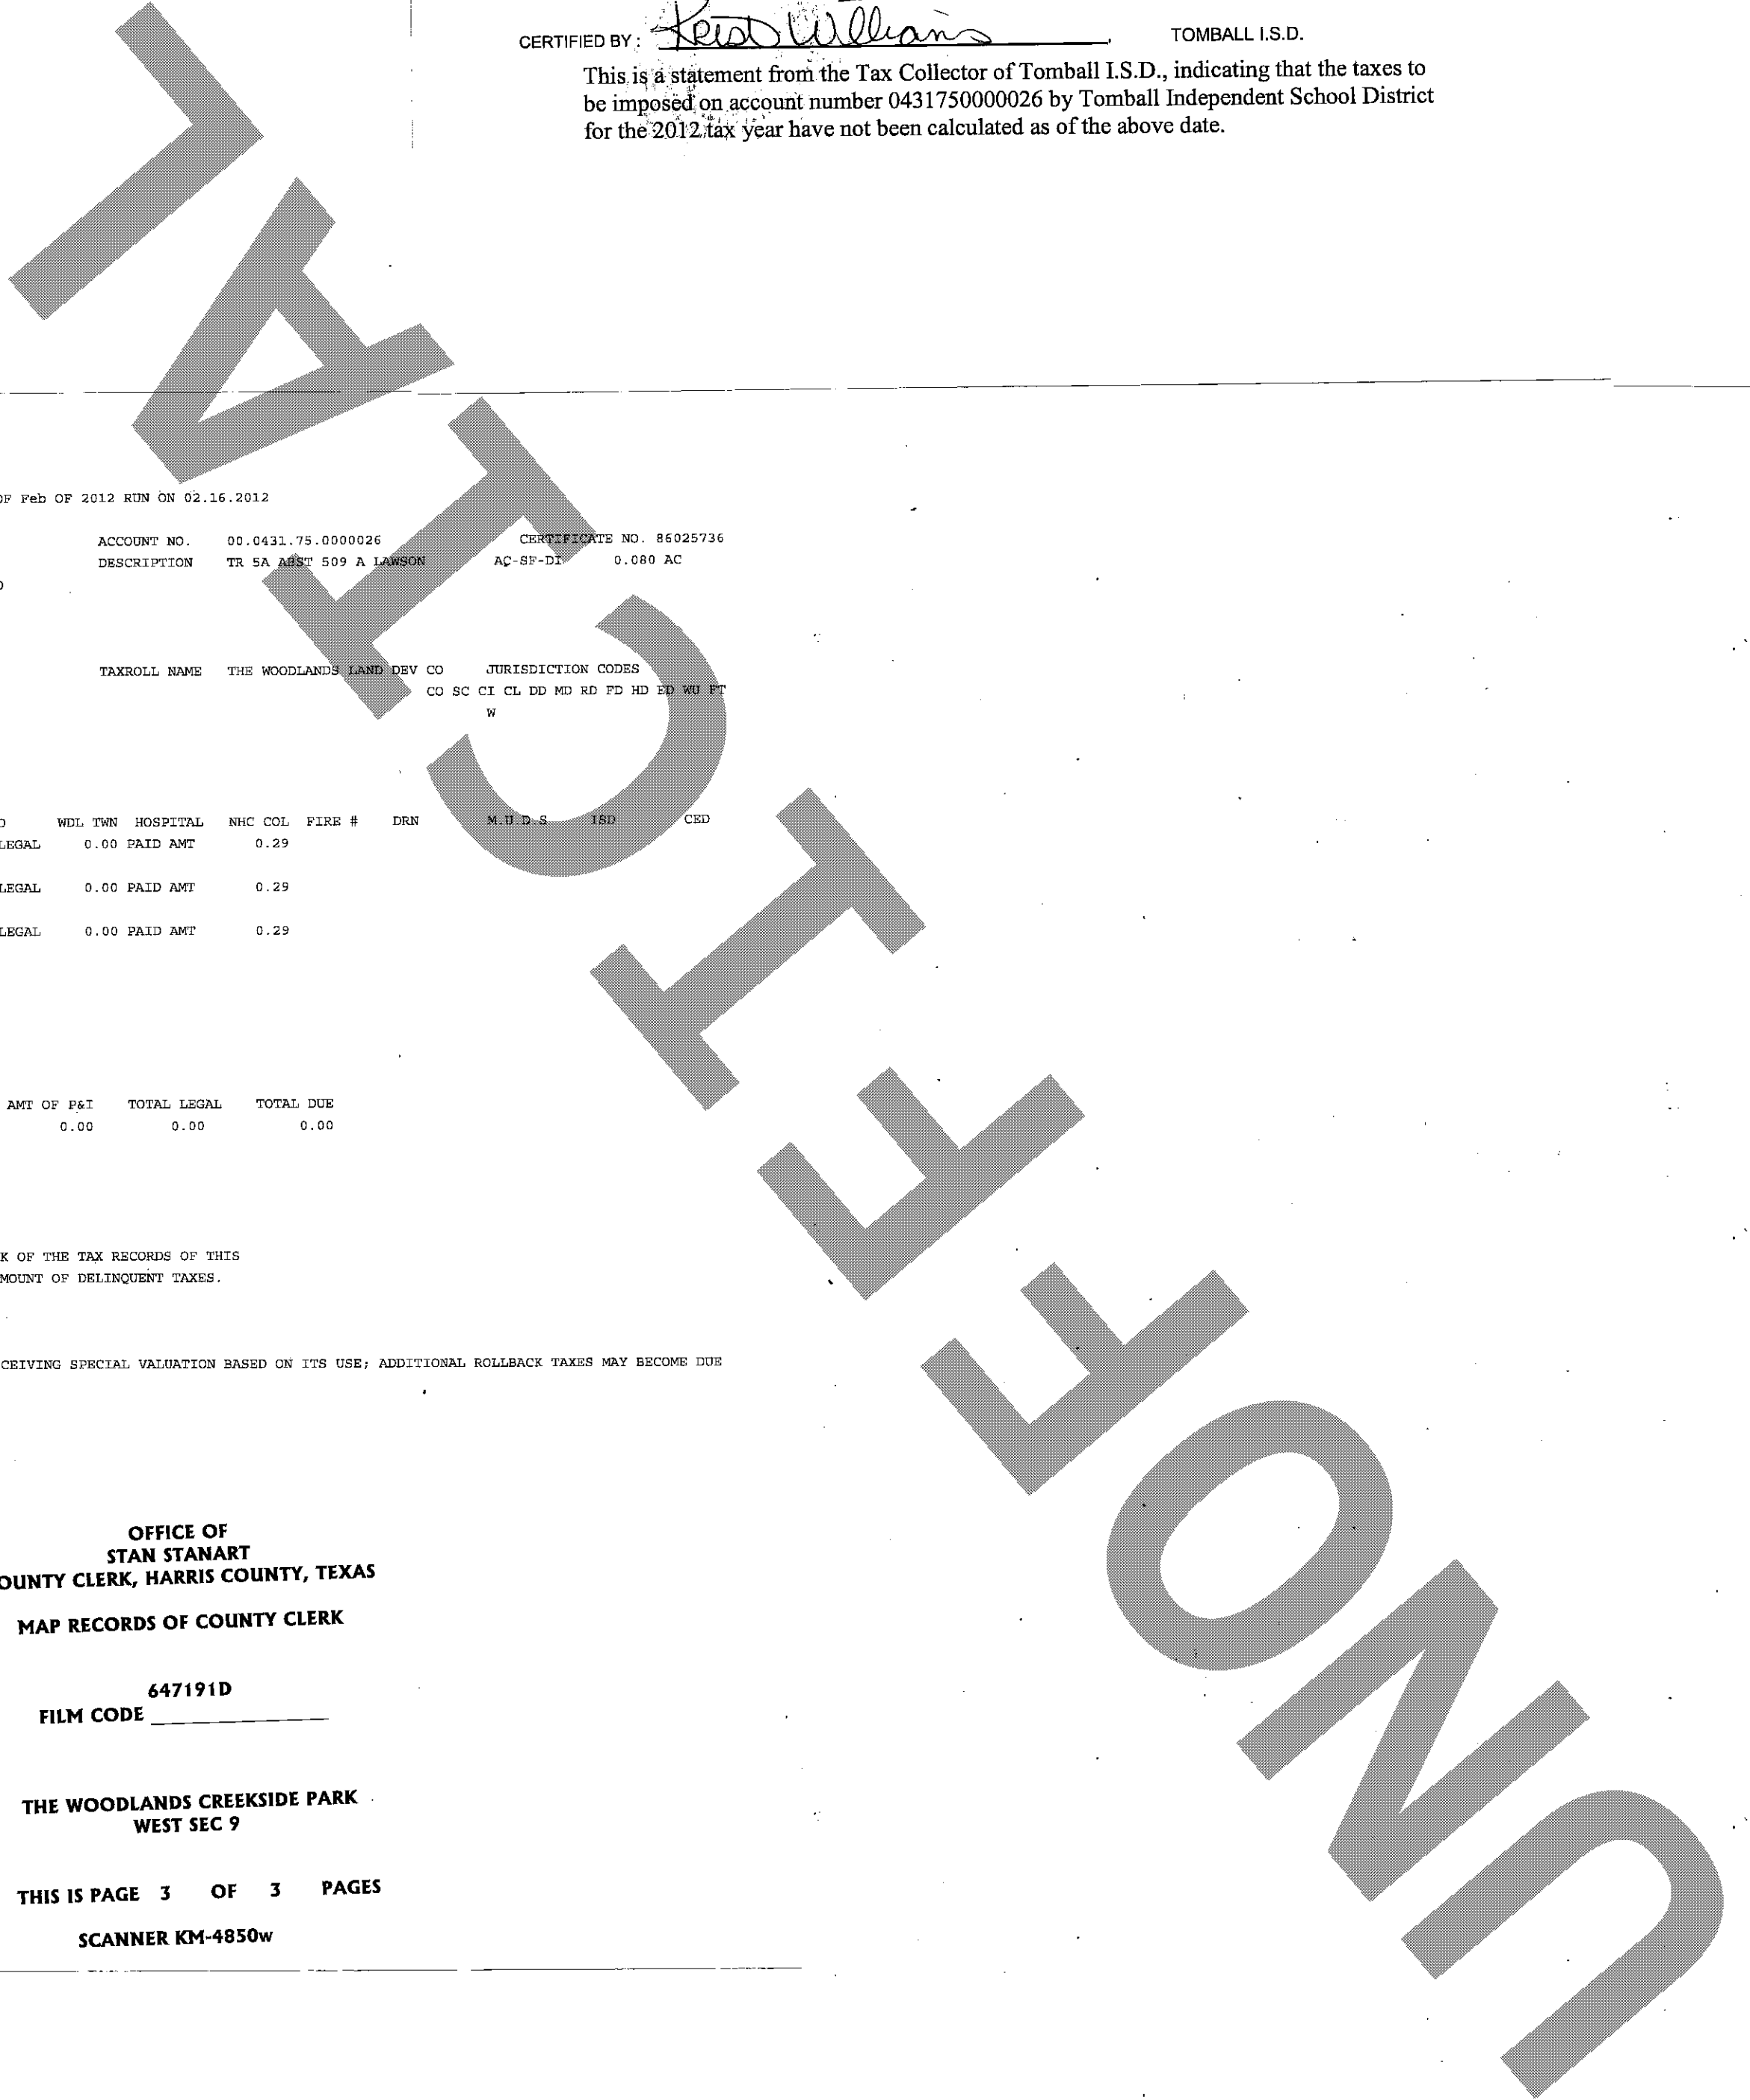 CERTIFIED BY: Keist Williams, TOMBALL I.S.D.
This is a statement from the Tax Collector of Tomball I.S.D., indicating that the taxes to
be imposed on account number 0431750000026 by Tomball Independent School District
for the 2012 tax year have not been calculated as of the above date.
OF Feb OF 2012 RUN ON 02.16.2012
ACCOUNT NO. 00.0431.75.0000026 CERTIFICATE NO. 86025736
DESCRIPTION TR 5A ABST 509 A LAWSON AC-SF-DI 0.080 AC
TAXROLL NAME THE WOODLANDS LAND DEV CO JURISDICTION CODES
CO SC CI CL DD MD RD FD HD ED WU FT
W
WDL TWN HOSPITAL NHC COL FIRE # DRN M.U.D.S ISD CED
LEGAL 0.00 PAID AMT 0.29
LEGAL 0.00 PAID AMT 0.29
LEGAL 0.00 PAID AMT 0.29
AMT OF P&I TOTAL LEGAL TOTAL DUE
0.00 0.00 0.00
K OF THE TAX RECORDS OF THIS
MOUNT OF DELINQUENT TAXES.
CEIVING SPECIAL VALUATION BASED ON ITS USE; ADDITIONAL ROLLBACK TAXES MAY BECOME DUE
OFFICE OF
STAN STANART
OUNTY CLERK, HARRIS COUNTY, TEXAS
MAP RECORDS OF COUNTY CLERK
647191D
FILM CODE
THE WOODLANDS CREEKSIDE PARK
WEST SEC 9
THIS IS PAGE 3 OF 3 PAGES
SCANNER KM-4850w
UNOFFICIAL